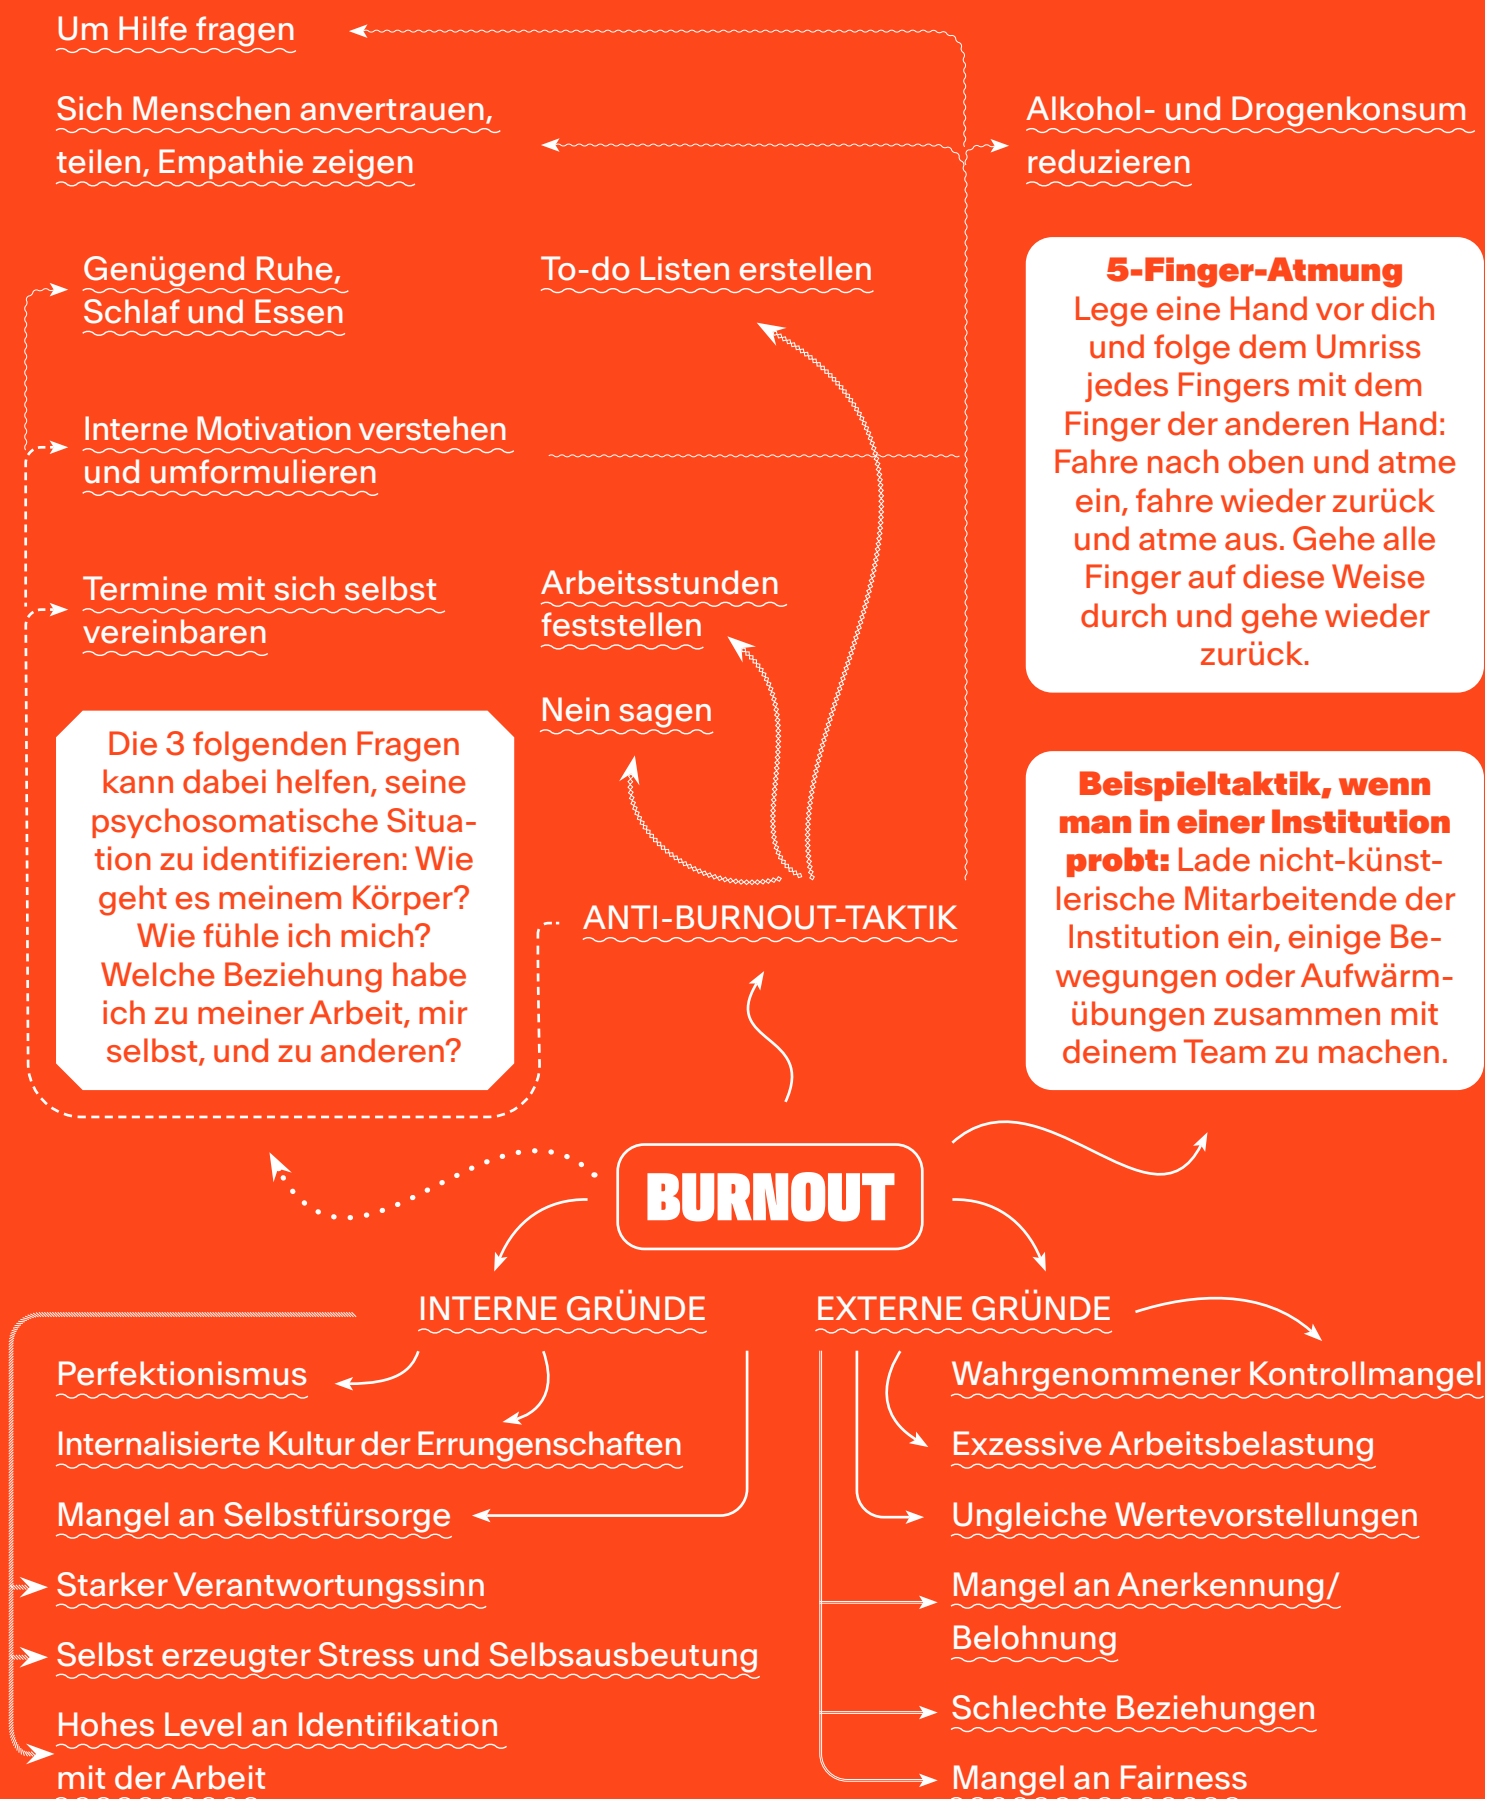 Um Hilfe fragen
Sich Menschen anvertrauen,
teilen, Empathie zeigen
Alkohol- und Drogenkonsum
reduzieren
Genügend Ruhe,
Schlaf und Essen
To-do Listen erstellen
5-Finger-Atmung
Lege eine Hand vor dich
und folge dem Umriss
jedes Fingers mit dem
Finger der anderen Hand:
Fahre nach oben und atme
ein, fahre wieder zurück
und atme aus. Gehe alle
Finger auf diese Weise
durch und gehe wieder
zurück.
Interne Motivation verstehen
und umformulieren
Termine mit sich selbst
vereinbaren
Arbeitsstunden
feststellen
Nein sagen
Die 3 folgenden Fragen
kann dabei helfen, seine
psychosomatische Situa-
tion zu identifizieren: Wie
geht es meinem Körper?
Wie fühle ich mich?
Welche Beziehung habe
ich zu meiner Arbeit, mir
selbst, und zu anderen?
Beispieltaktik, wenn
man in einer Institution
probt: Lade nicht-künst-
lerische Mitarbeitende der
Institution ein, einige Be-
wegungen oder Aufwärm-
übungen zusammen mit
deinem Team zu machen.
ANTI-BURNOUT-TAKTIK
BURNOUT
INTERNE GRÜNDE
Perfektionismus
Internalisierte Kultur der Errungenschaften
Mangel an Selbstfürsorge
Starker Verantwortungssinn
Selbst erzeugter Stress und Selbsausbeutung
Hohes Level an Identifikation
mit der Arbeit
EXTERNE GRÜNDE
Wahrgenommener Kontrollmangel
Exzessive Arbeitsbelastung
Ungleiche Wertevorstellungen
Mangel an Anerkennung/
Belohnung
Schlechte Beziehungen
Mangel an Fairness